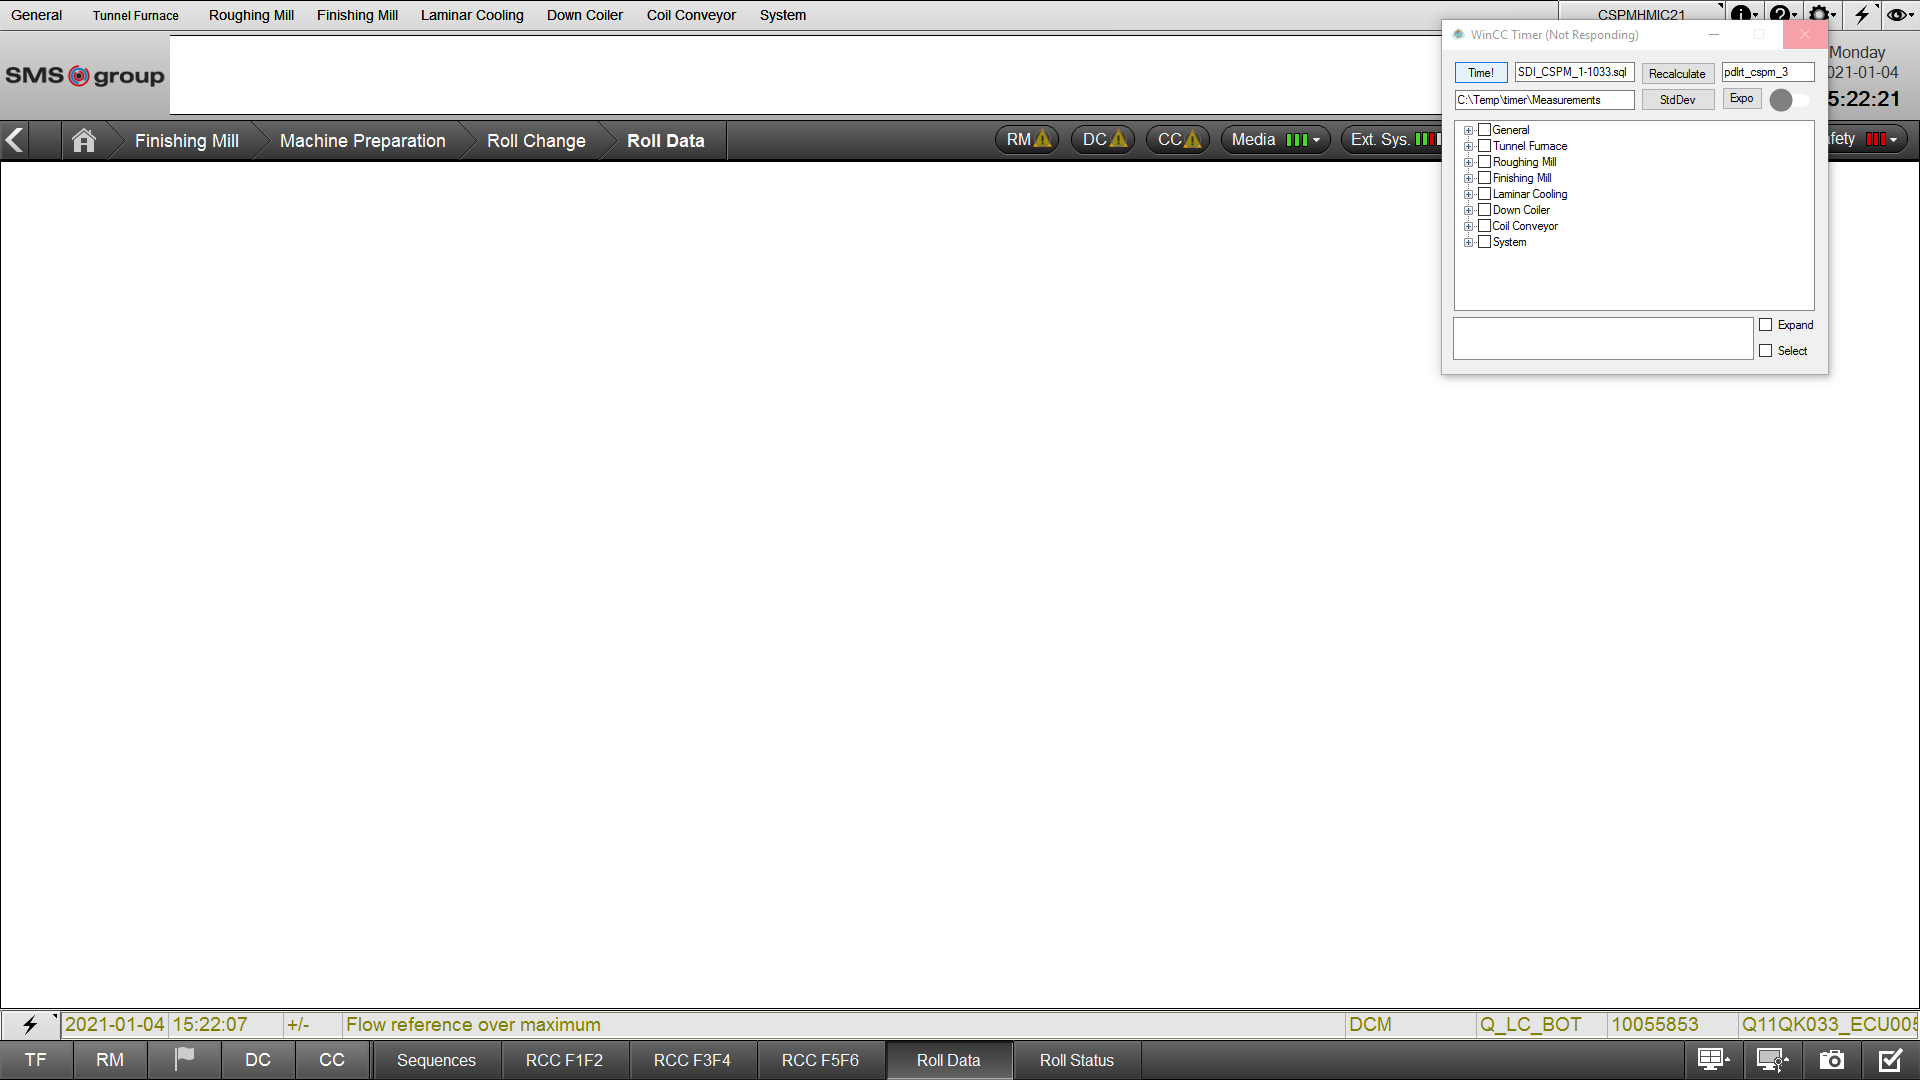 General Tunnel Furnace Roughing Mill Finishing Mill Laminar Cooling Down Coiler Coil Conveyor System CSPMHMIC21
WinCC Timer (Not Responding)
SMS group
Monday
021-01-04
5:22:21
Time! SDI_CSPM_1-1033.sql Recalculate pdlrt_cspm_3
C:\Temp\timer\Measurements StdDev Expo
Finishing Mill Machine Preparation Roll Change Roll Data RM DC CC Media Ext. Sys. afety
General
Tunnel Furnace
Roughing Mill
Finishing Mill
Laminar Cooling
Down Coiler
Coil Conveyor
System
Expand
Select
2021-01-04 15:22:07 +/- Flow reference over maximum DCM Q_LC_BOT 10055853 Q11QK033_ECU005
TF RM DC CC Sequences RCC F1F2 RCC F3F4 RCC F5F6 Roll Data Roll Status